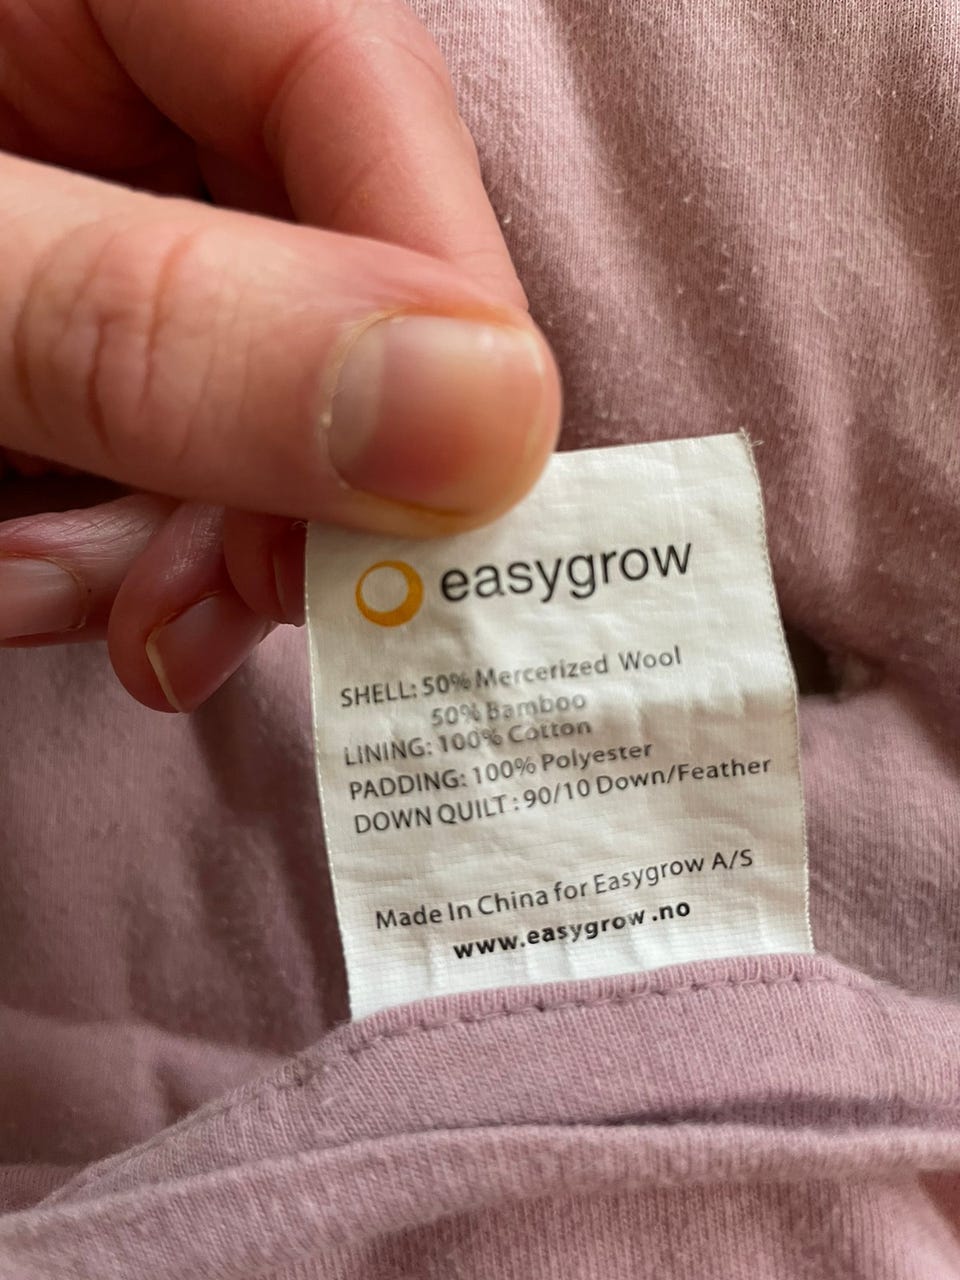 easygrow
SHELL: 50% Mercerized Wool
50% Bamboo
LINING: 100% Cotton
PADDING: 100% Polyester
DOWN QUILT : 90/10 Down/Feather
Made In China for Easygrow A/S
www.easygrow .no